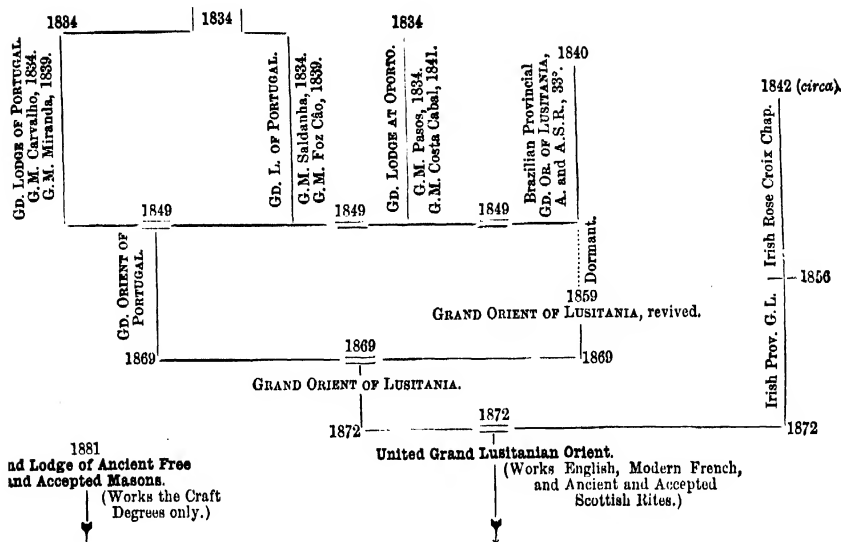 1834
1834
1834
1840
1842 (circa).
GD. LODGE OF PORTUGAL.
G.M. Carvalho, 1834.
G.M. Miranda, 1839.
GD. L. OF PORTUGAL.
G.M. Saldanha, 1834.
G.M. Foz Cão, 1839.
GD. LODGE AT OPORTO.
G.M. Pasos, 1834.
G.M. Costa Cabal, 1841.
Brazilian Provincial
GD. OR. OF LUSITANIA,
A. and A.S.R., 33°.
Irish Rose Croix Chap.
1849
1849
1849
GD. ORIENT OF
PORTUGAL.
Dormant.
1856
1859
GRAND ORIENT OF LUSITANIA, revived.
Irish Prov. G.L.
1869
1869
1869
GRAND ORIENT OF LUSITANIA.
1872
1872
1872
1881
United Grand Lusitanian Orient.
nd Lodge of Ancient Free
and Accepted Masons.
(Works the Craft
Degrees only.)
(Works English, Modern French,
and Ancient and Accepted
Scottish Rites.)